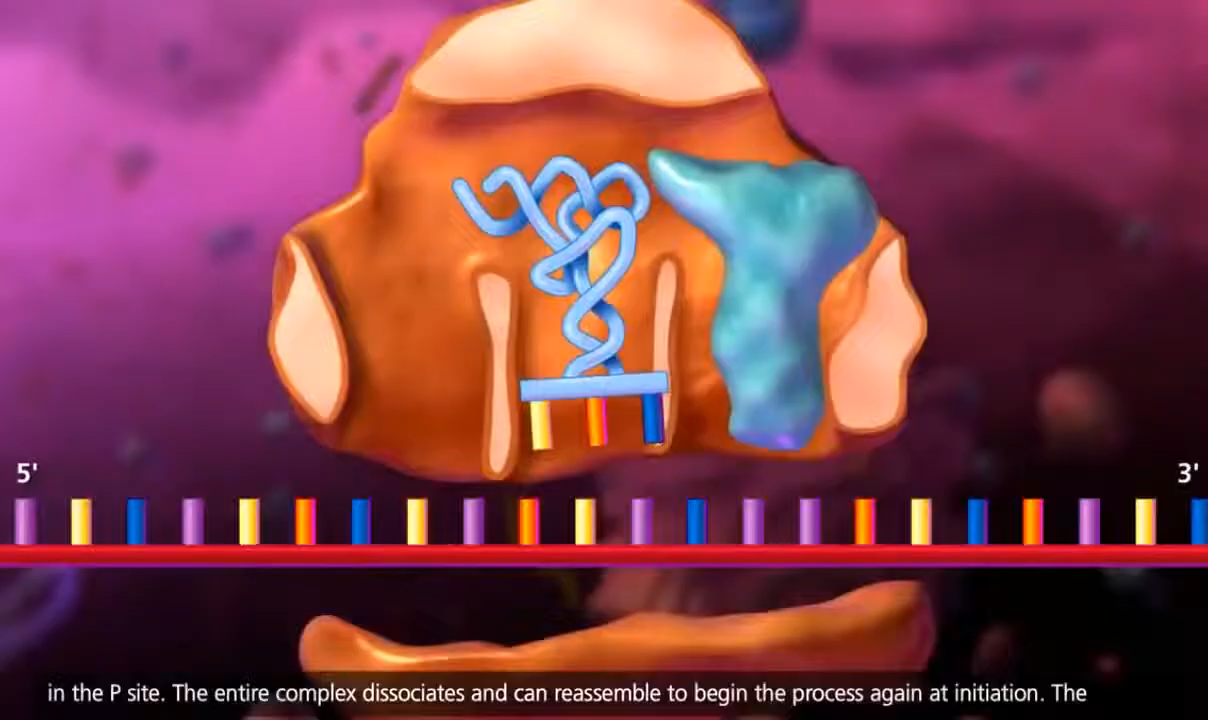 5'
3'
in the P site. The entire complex dissociates and can reassemble to begin the process again at initiation. The